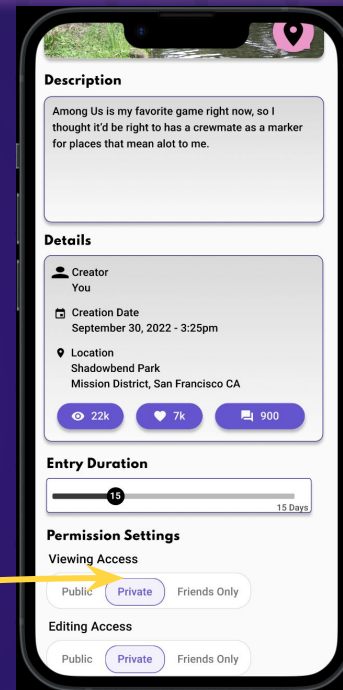 Description
Among Us is my favorite game right now, so I
thought it'd be right to has a crewmate as a marker
for places that mean alot to me.
Details
Creator
You
Creation Date
September 30, 2022 - 3:25pm
Location
Shadowbend Park
Mission District, San Francisco CA
22k 7k 900
Entry Duration
15
15 Days
Permission Settings
Viewing Access
Public Private Friends Only
Editing Access
Public Private Friends Only